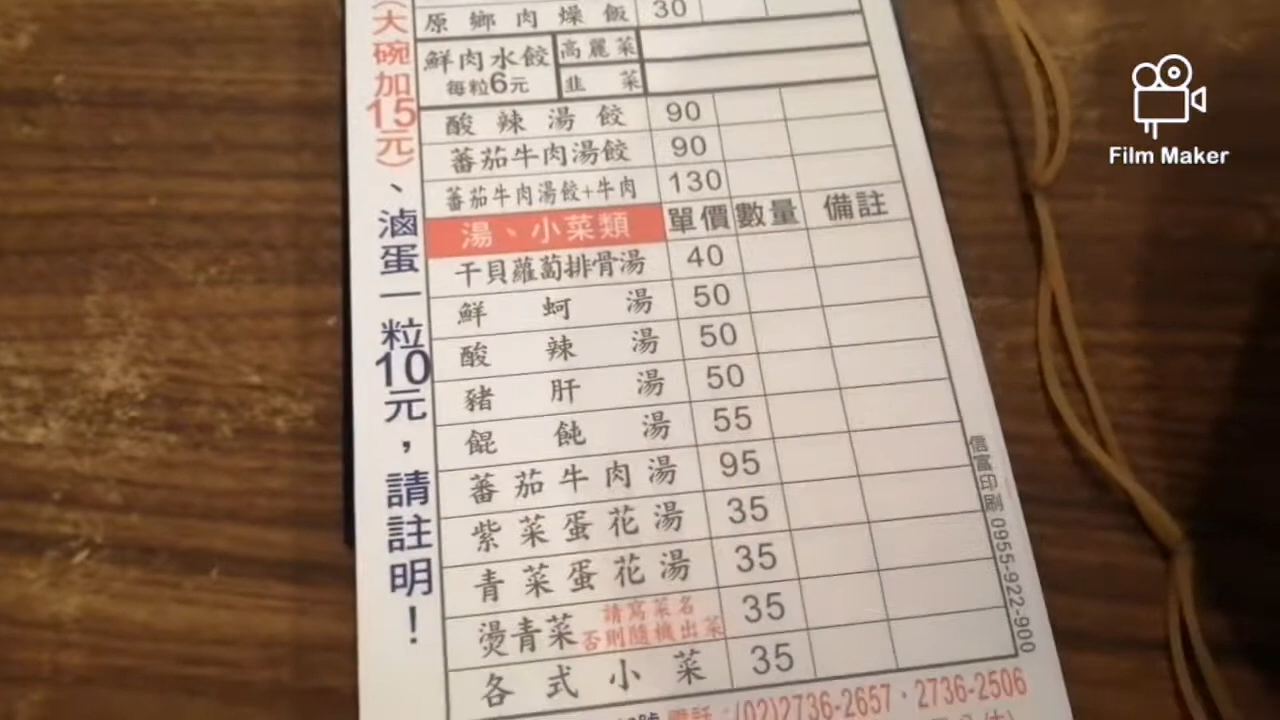 原鄉肉燥飯 30
鮮肉水餃 高麗菜
每粒6元 韭菜
酸辣湯餃 90
蕃茄牛肉湯餃 90
蕃茄牛肉湯餃+牛肉 130
湯、小菜類 單價 數量 備註
干貝蘿蔔排骨湯 40
鮮蚵湯 50
酸辣湯 50
豬肝湯 50
餛飩湯 55
蕃茄牛肉湯 95
紫菜蛋花湯 35
青菜蛋花湯 35
燙青菜 請寫菜名 35
否則隨機出菜
各式小菜 35
電話:(02)2736-2657·2736-2506
(大碗加15元)、滷蛋一粒10元,請註明!
信富印刷 0955-922-900
Film Maker